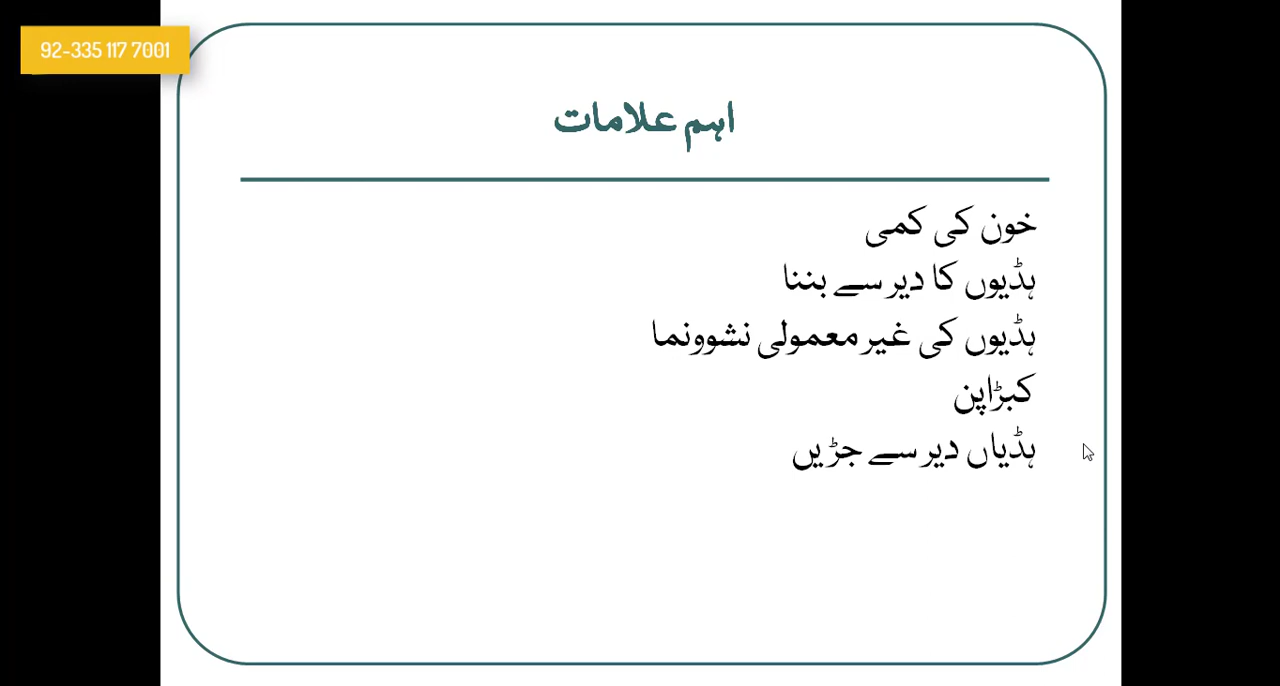 92-335 117 7001
اہم علامات
خون کی کمی
ہڈیوں کا دیر سے بننا
ہڈیوں کی غیر معمولی نشوونما
کبڑاپن
ہڈیاں دیر سے جڑیں